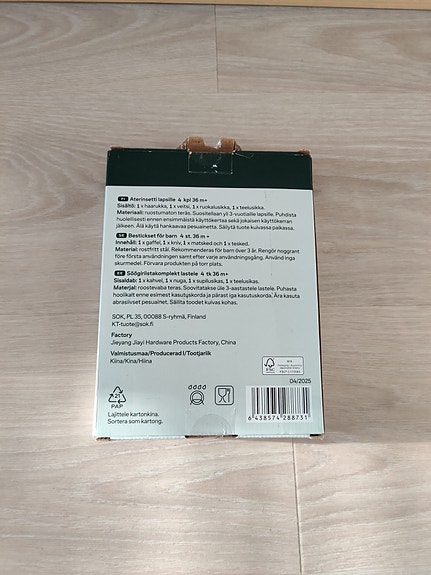 FI Aterinsetti lapsille 4 kpl 36 m+
Sisältö: 1 x haarukka, 1 x veitsi, 1 x ruokalusikka, 1 x teelusikka.
Materiaali: ruostumaton teräs. Suositellaan yli 3-vuotiaille lapsille. Puhdista
huolellisesti ennen ensimmäistä käyttökertaa sekä jokaisen käyttökerran
jälkeen. Älä käytä hankaavaa pesuainetta. Säilytä tuote kuivassa paikassa.
SE Bestickset för barn 4 st. 36 m+
Innehåll: 1 x gaffel, 1 x kniv, 1 x matsked och 1 x tesked.
Material: rostfritt stål. Rekommenderas för barn över 3 år. Rengör noggrant
före första användningen samt efter varje användningsgång. Använd inga
skurmedel. Förvara produkten på torr plats.
EE Söögiriistakomplekt lastele 4 tk 36 m+
Sisaldab: 1 x kahvel, 1 x nuga, 1 x supilusikas, 1 x teelusikas.
Materjal: roostevaba teras. Soovitatakse üle 3-aastastele lastele. Puhasta
hoolikalt enne esimest kasutuskorda ja pärast iga kasutuskorda. Ära kasuta
abrasiivset pesuainet. Säilita toodet kuivas kohas.
SOK, PL 35, 00088 S-ryhmä, Finland
KT-tuote@sok.fi
Factory
Jieyang Jiayi Hardware Products Factory, China
Valmistusmaa/Producerad I/Tootjariik
Kiina/Kina/Hiina
FSC
04/2025
21
PAP
Lajittele kartonkina.
Sortera som kartong.
6 438574 288731